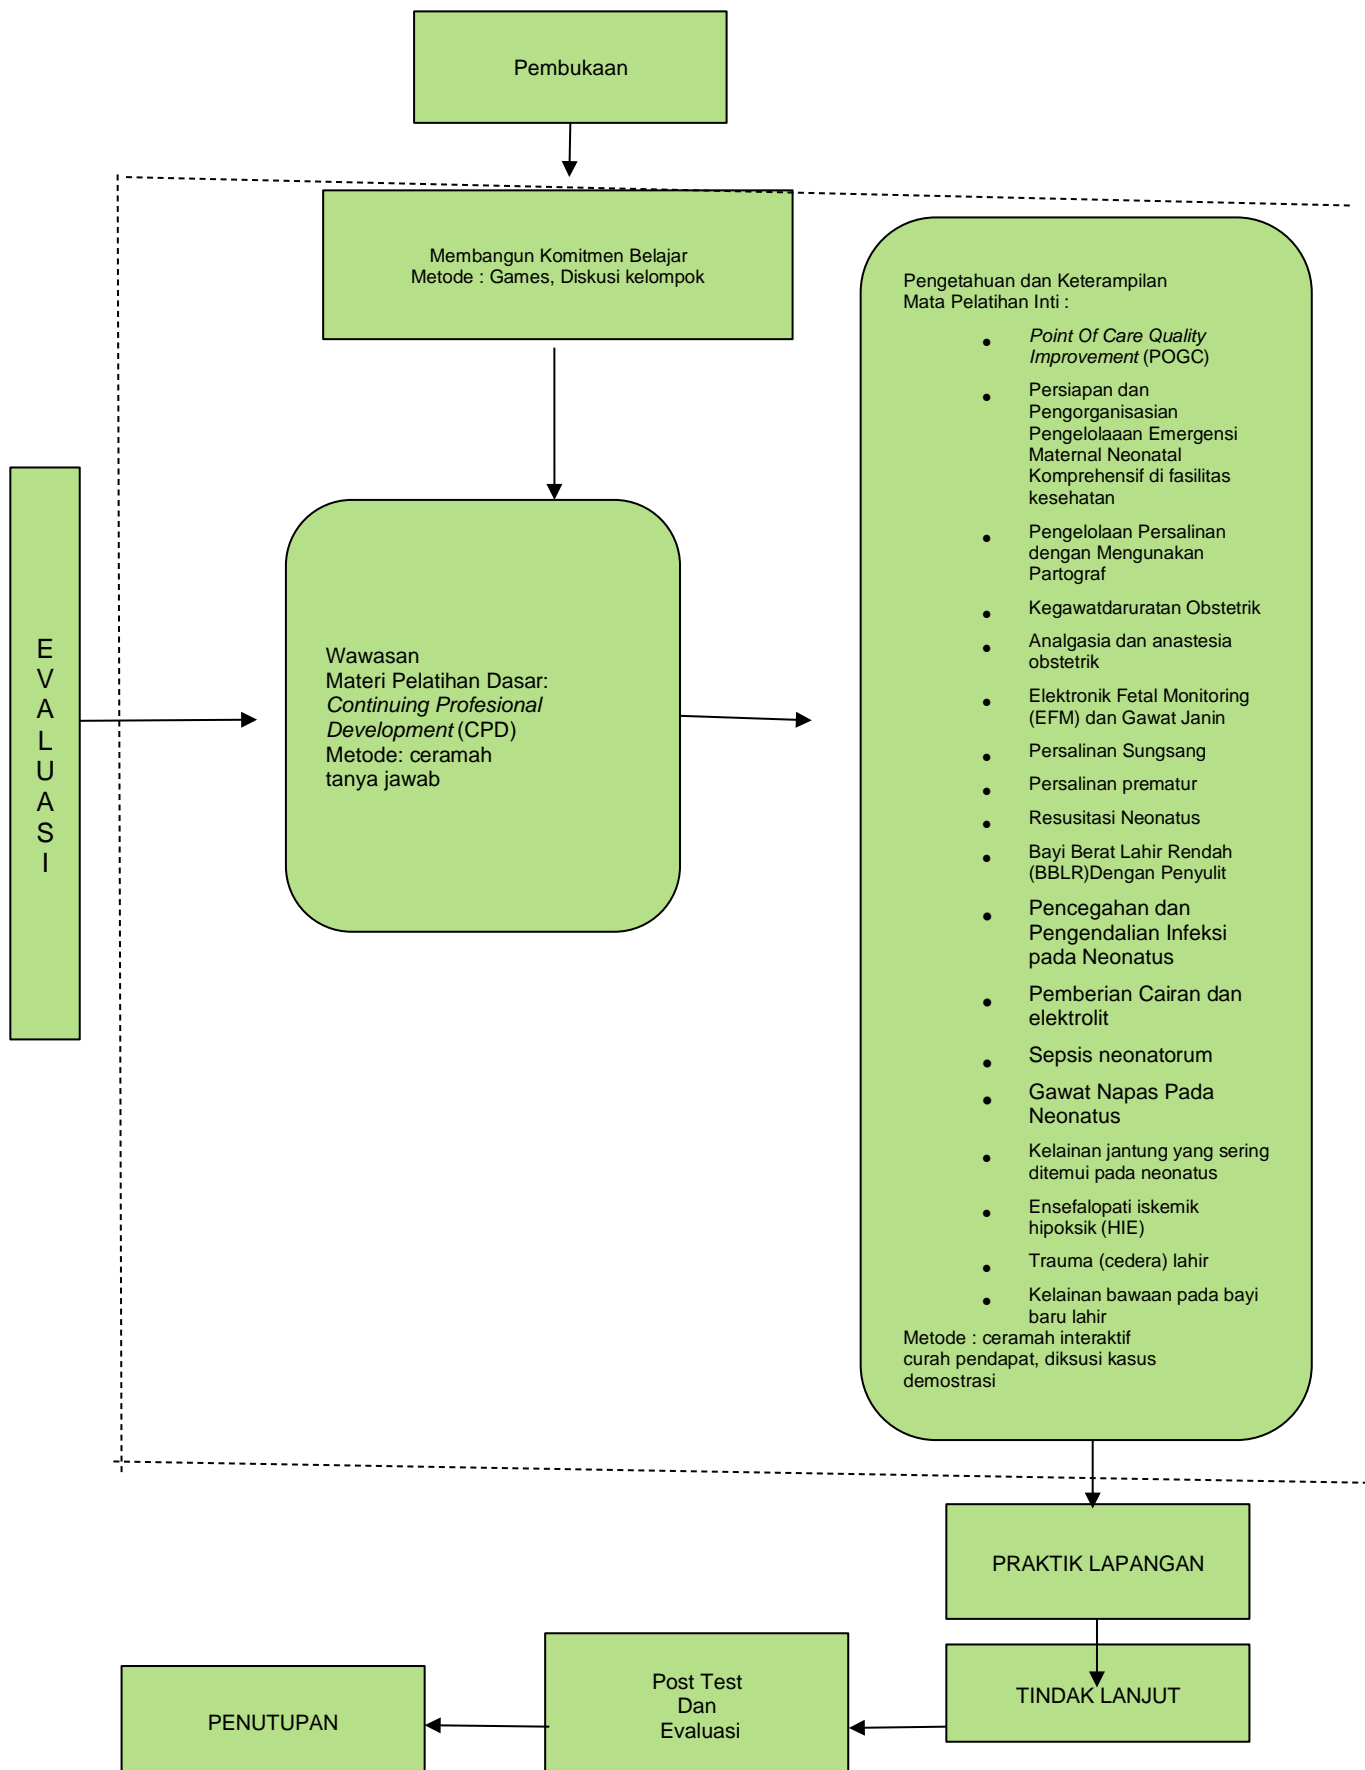 Pembukaan
Membangun Komitmen Belajar
Metode : Games, Diskusi kelompok
E
V
A
L
U
A
S
I
Wawasan
Materi Pelatihan Dasar:
Continuing Profesional
Development (CPD)
Metode: ceramah
tanya jawab
Pengetahuan dan Keterampilan
Mata Pelatihan Inti :
• Point Of Care Quality
Improvement (POGC)
• Persiapan dan
Pengorganisasian
Pengelolaaan Emergensi
Maternal Neonatal
Komprehensif di fasilitas
kesehatan
• Pengelolaan Persalinan
dengan Mengunakan
Partograf
• Kegawatdaruratan Obstetrik
• Analgasia dan anastesia
obstetrik
• Elektronik Fetal Monitoring
(EFM) dan Gawat Janin
• Persalinan Sungsang
• Persalinan prematur
• Resusitasi Neonatus
• Bayi Berat Lahir Rendah
(BBLR)Dengan Penyulit
• Pencegahan dan
Pengendalian Infeksi
pada Neonatus
• Pemberian Cairan dan
elektrolit
• Sepsis neonatorum
• Gawat Napas Pada
Neonatus
• Kelainan jantung yang sering
ditemui pada neonatus
• Ensefalopati iskemik
hipoksik (HIE)
• Trauma (cedera) lahir
• Kelainan bawaan pada bayi
baru lahir
Metode : ceramah interaktif
curah pendapat, diksusi kasus
demostrasi
PRAKTIK LAPANGAN
TINDAK LANJUT
Post Test
Dan
Evaluasi
PENUTUPAN